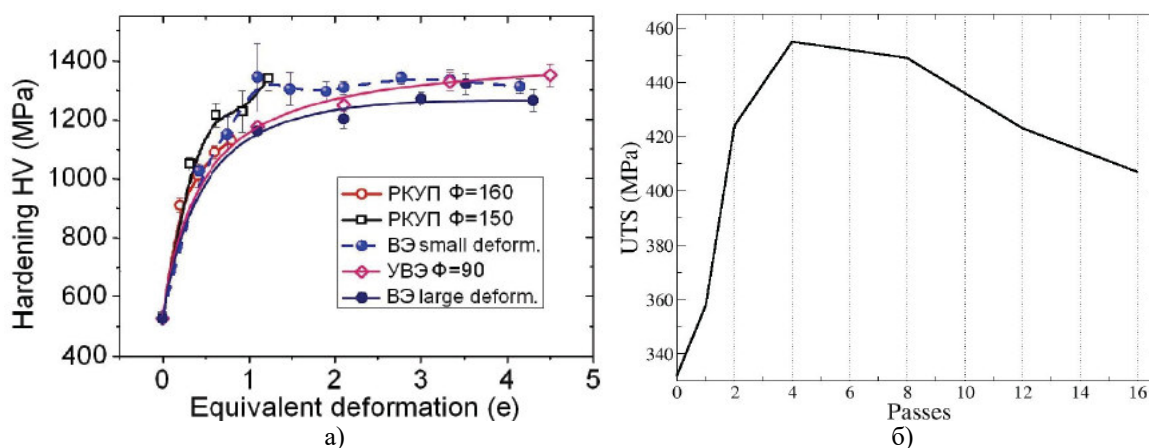 Hardening HV (MPa)
1400
1200
1000
800
600
400
0
1
2
3
4
5
Equivalent deformation (e)
РКУП Ф=160
РКУП Ф=150
ВЭ small deform.
УВЭ Ф=90
ВЭ large deform.
а)
UTS (MPa)
460
440
420
400
380
360
340
0
2
4
6
8
10
12
14
16
Passes
б)